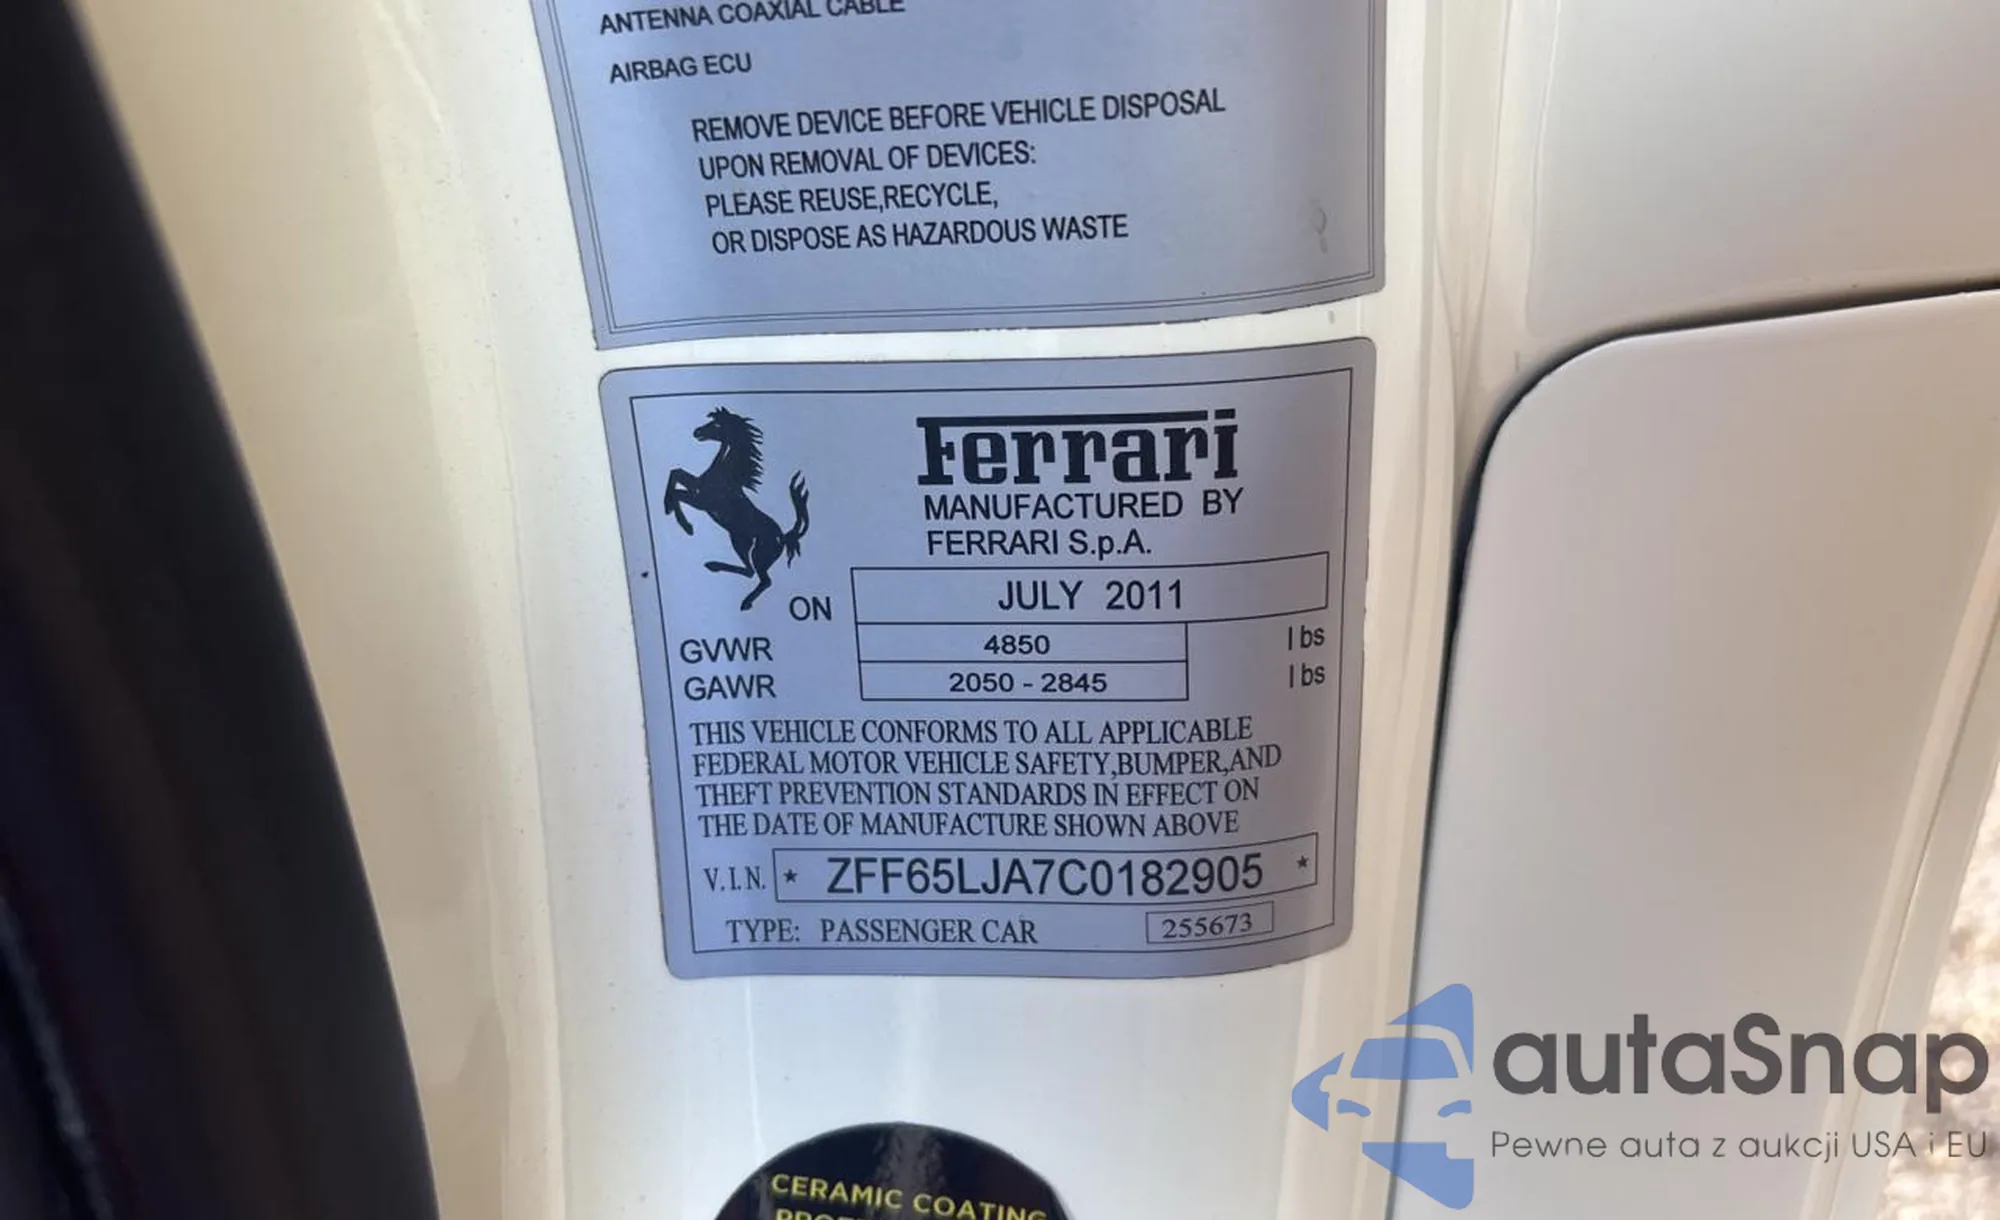 ANTENNA COAXIAL CABLE
AIRBAG ECU
REMOVE DEVICE BEFORE VEHICLE DISPOSAL
UPON REMOVAL OF DEVICES:
PLEASE REUSE,RECYCLE,
OR DISPOSE AS HAZARDOUS WASTE
Ferrari
MANUFACTURED BY
FERRARI S.p.A.
ON JULY 2011
GVWR 4850 lbs
GAWR 2050 - 2845 lbs
THIS VEHICLE CONFORMS TO ALL APPLICABLE
FEDERAL MOTOR VEHICLE SAFETY,BUMPER,AND
THEFT PREVENTION STANDARDS IN EFFECT ON
THE DATE OF MANUFACTURE SHOWN ABOVE
V.I.N. * ZFF65LJA7C0182905 *
TYPE: PASSENGER CAR 255673
CERAMIC COATING
autaSnap
Pewne auta z aukcji USA i EU